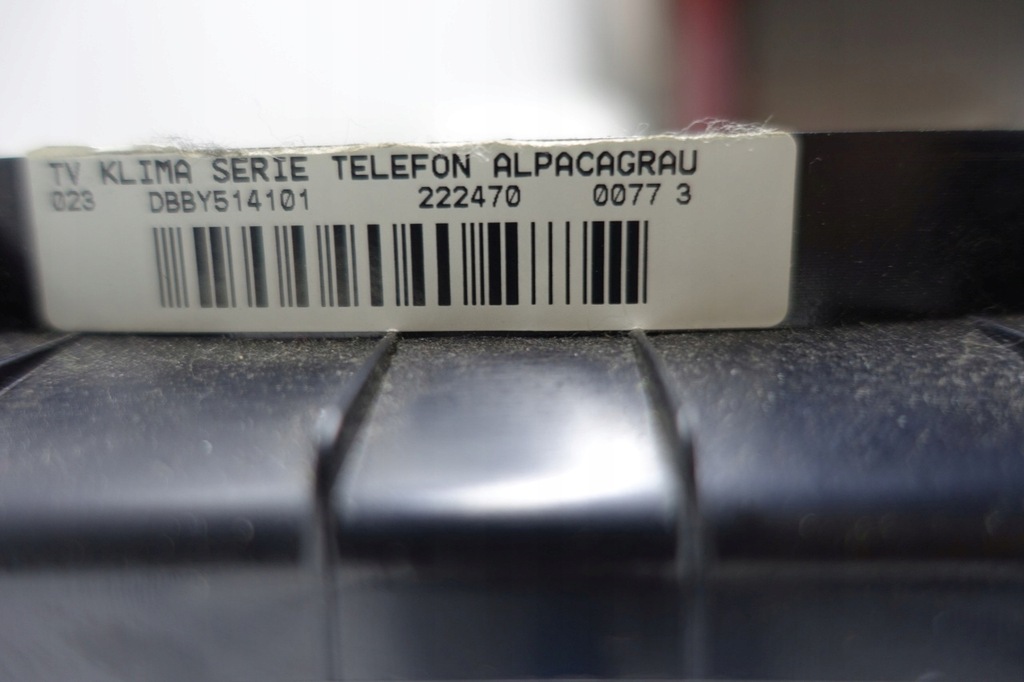 TV KLIMA SERIE TELEFON ALPACAGRAU
023 DBBY514101 222470 0077 3